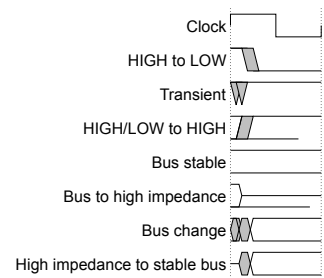 Clock
HIGH to LOW
Transient
HIGH/LOW to HIGH
Bus stable
Bus to high impedance
Bus change
High impedance to stable bus